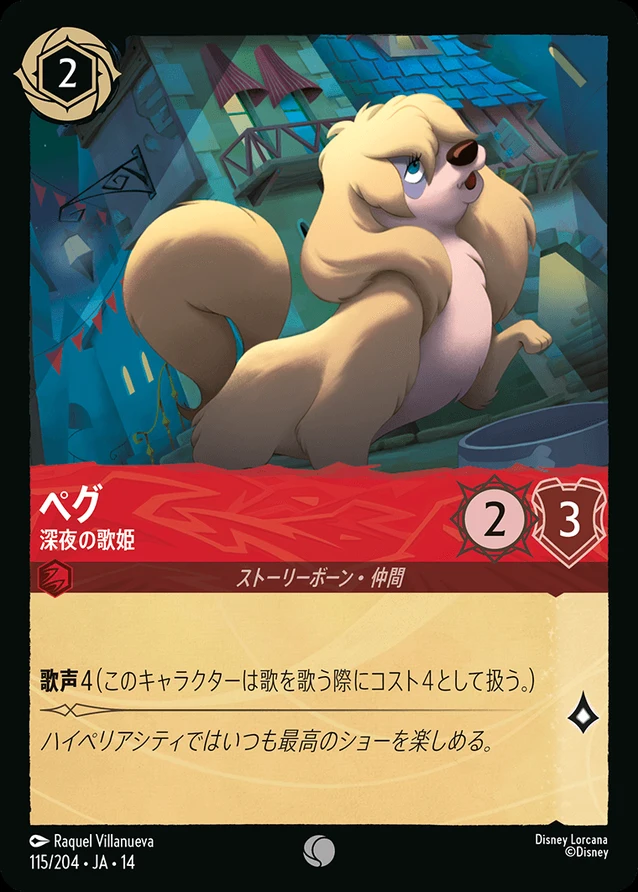 2
ペグ
深夜の歌姫
2
3
ストーリーボーン・仲間
歌声4(このキャラクターは歌を歌う際にコスト4として扱う。)
ハイペリアシティではいつも最高のショーを楽しめる。
Raquel Villanueva
115/204・JA・14
Disney Lorcana
©Disney